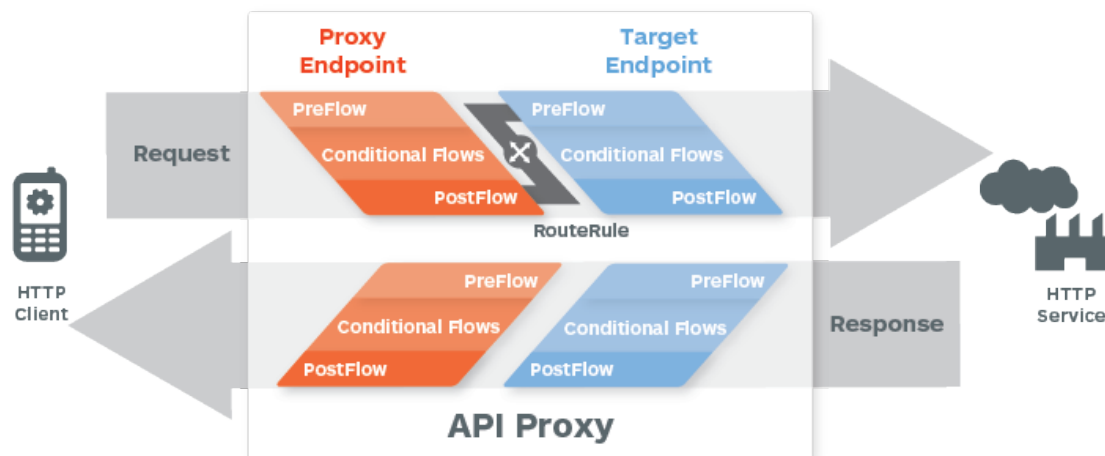 Proxy
Endpoint
Target
Endpoint
Request
PreFlow
Conditional Flows
PostFlow
PreFlow
Conditional Flows
PostFlow
RouteRule
HTTP
Client
HTTP
Service
PreFlow
Conditional Flows
PostFlow
PreFlow
Conditional Flows
PostFlow
Response
API Proxy